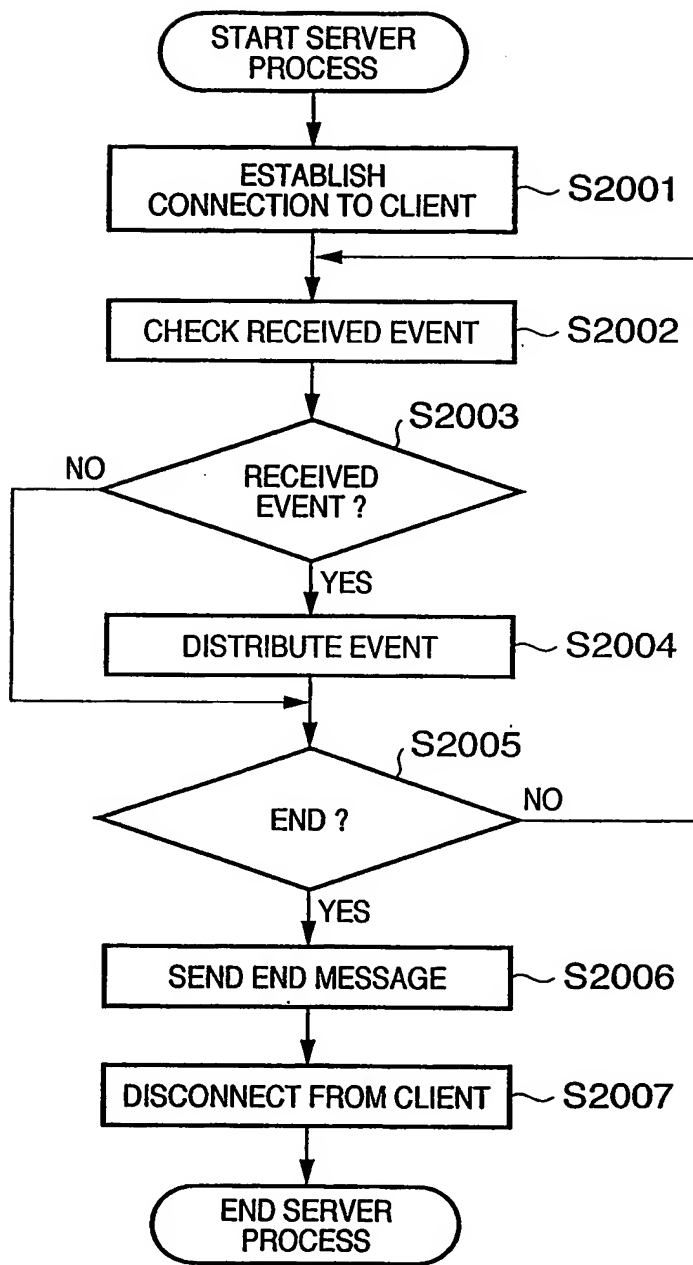 START SERVER
PROCESS
ESTABLISH
CONNECTION TO CLIENT
S2001
CHECK RECEIVED EVENT
S2002
S2003
NO
RECEIVED
EVENT ?
YES
DISTRIBUTE EVENT
S2004
S2005
END ?
NO
YES
SEND END MESSAGE
S2006
DISCONNECT FROM CLIENT
S2007
END SERVER
PROCESS